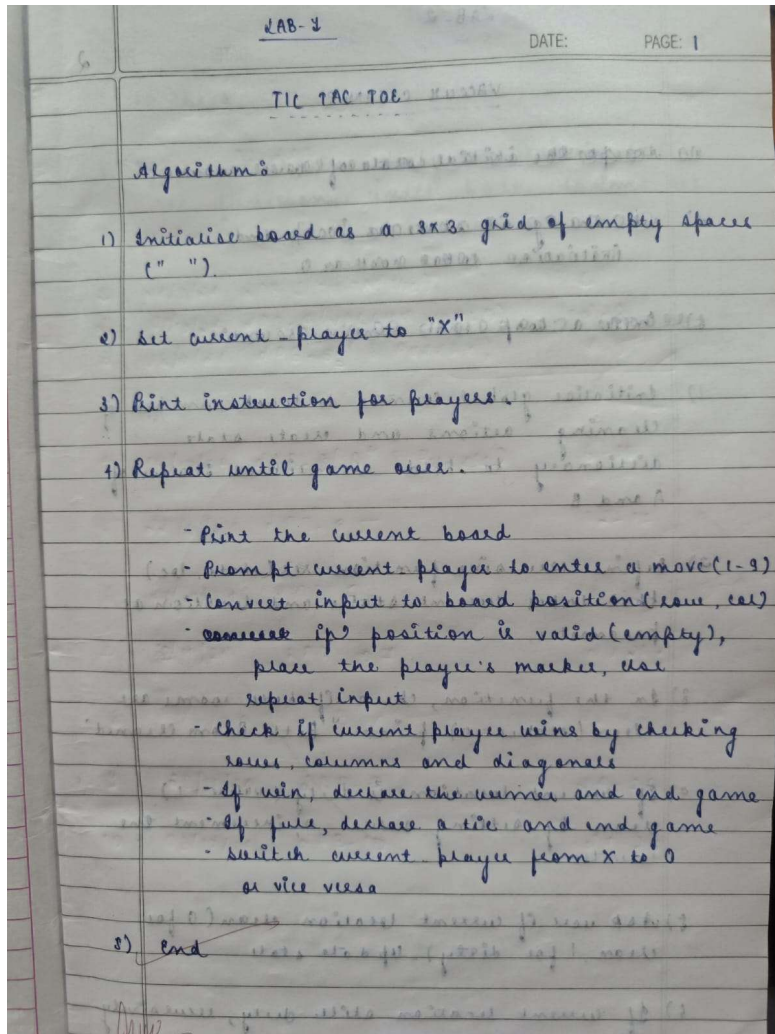 LAB-1
DATE: PAGE: 1
TIC TAC TOE
Algorithm:
1) Initialise board as a 3x3 grid of empty spaces
(" ").
2) Set current_player to "X"
3) Print instruction for players.
4) Repeat until game over.
- Print the current board
- Prompt current player to enter a move (1-9)
- Convert input to board position (row, col)
- if position is valid (empty),
place the player's marker, else
repeat input
- Check if current player wins by checking
rows, columns and diagonals
- If win, declare the winner and end game
- If full, declare a tie and end game
- Switch current player from X to O
or vice versa
5) End